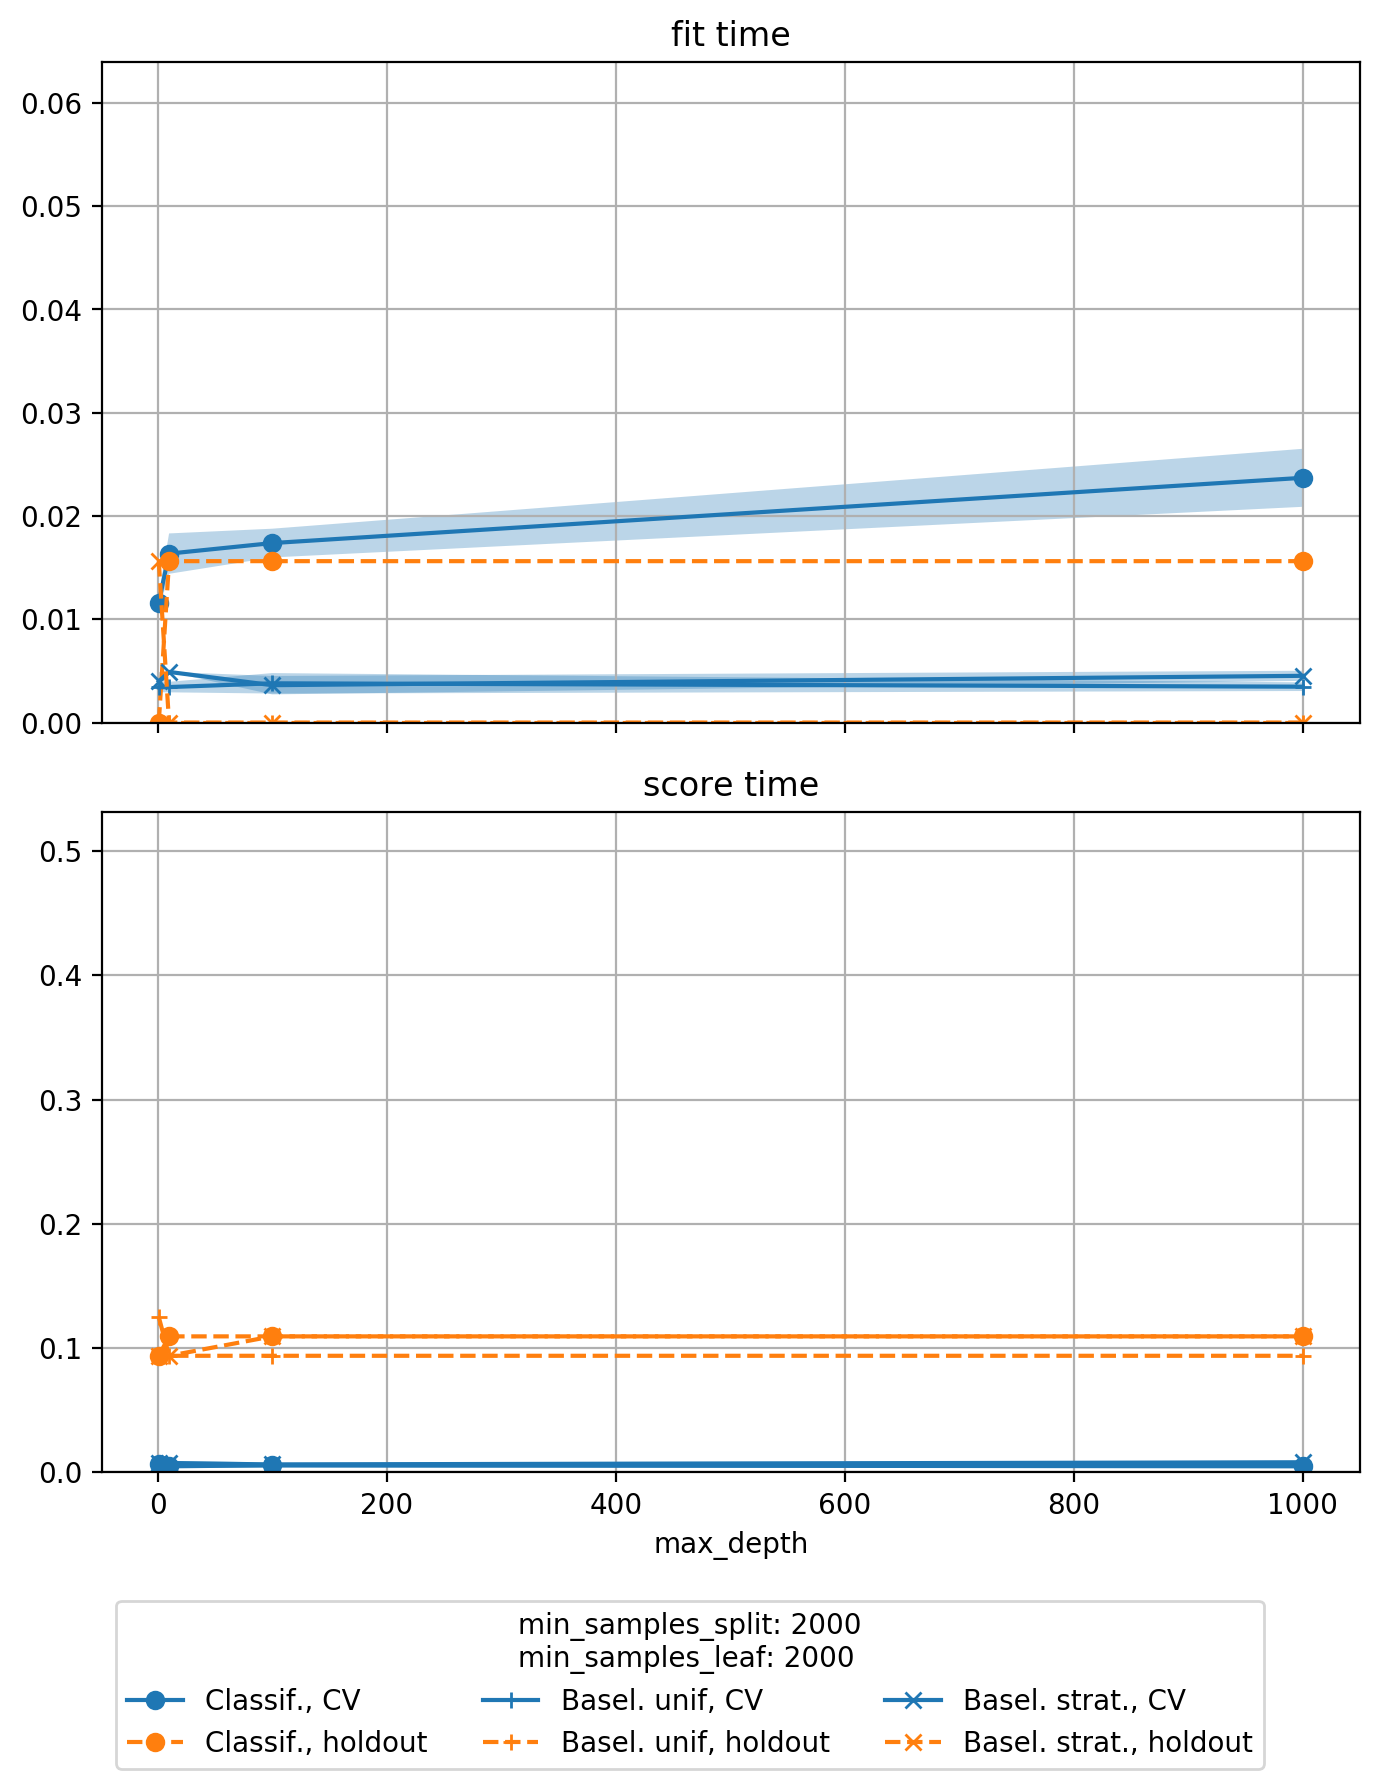 fit time
0.06
0.05
0.04
0.03
0.02
0.01
0.00
score time
0.5
0.4
0.3
0.2
0.1
0.0
0 200 400 600 800 1000
max_depth
min_samples_split: 2000
min_samples_leaf: 2000
Classif., CV Basel. unif, CV Basel. strat., CV
Classif., holdout Basel. unif, holdout Basel. strat., holdout